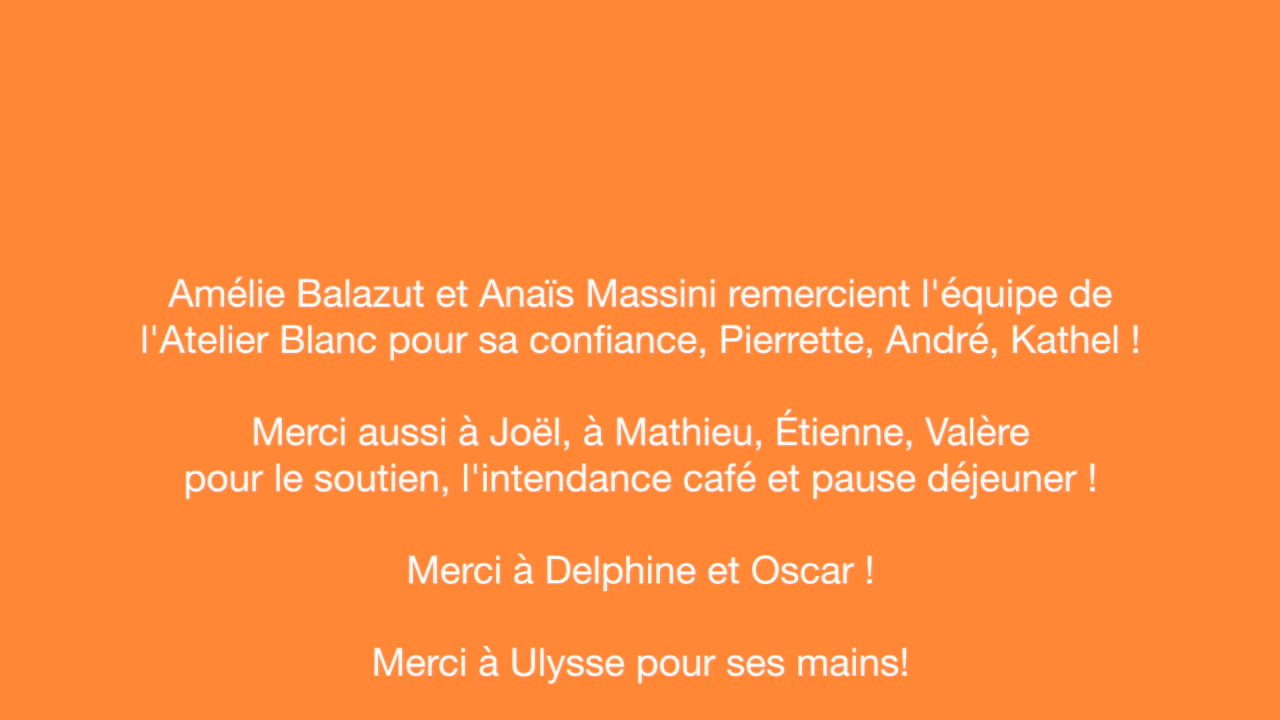 Amélie Balazut et Anaïs Massini remercient l'équipe de
l'Atelier Blanc pour sa confiance, Pierrette, André, Kathel !
Merci aussi à Joël, à Mathieu, Étienne, Valère
pour le soutien, l'intendance café et pause déjeuner !
Merci à Delphine et Oscar !
Merci à Ulysse pour ses mains!